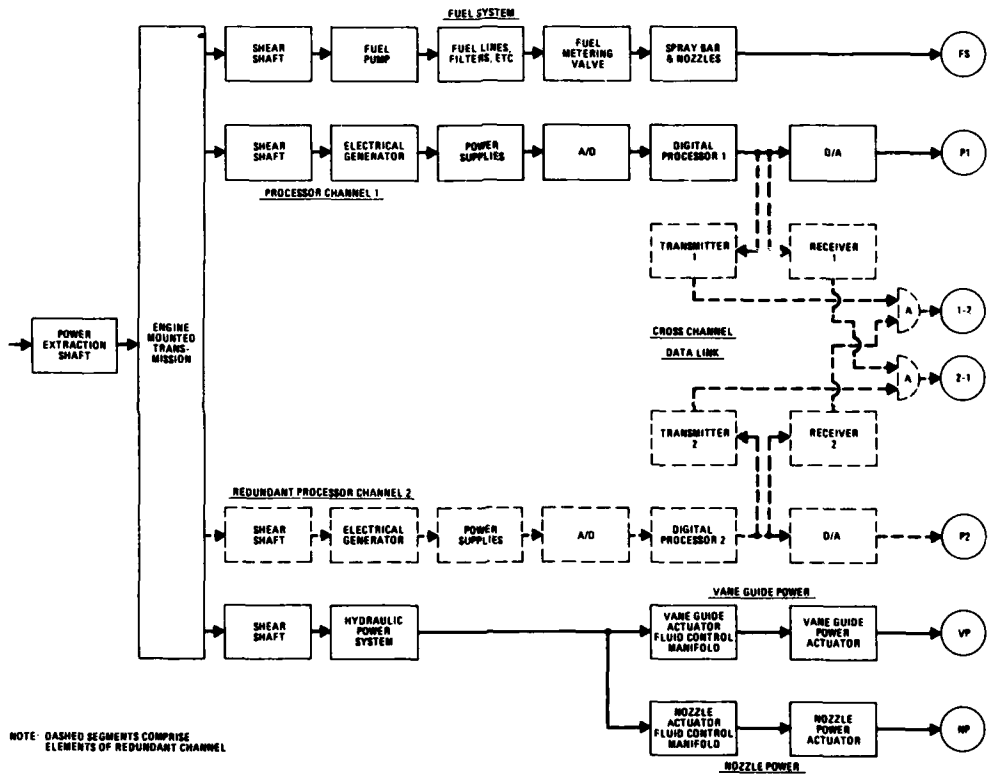 FUEL SYSTEM
SHEAR
SHAFT
FUEL
PUMP
FUEL LINES,
FILTERS, ETC
FUEL
METERING
VALVE
SPRAY BAR
& NOZZLES
FS
SHEAR
SHAFT
ELECTRICAL
GENERATOR
POWER
SUPPLIES
A/D
DIGITAL
PROCESSOR 1
D/A
P1
PROCESSOR CHANNEL 1
TRANSMITTER
1
RECEIVER
1
A
1-2
POWER
EXTRACTION
SHAFT
ENGINE
MOUNTED
TRANS-
MISSION
CROSS CHANNEL
DATA LINK
A
2-1
TRANSMITTER
2
RECEIVER
2
REDUNDANT PROCESSOR CHANNEL 2
SHEAR
SHAFT
ELECTRICAL
GENERATOR
POWER
SUPPLIES
A/D
DIGITAL
PROCESSOR 2
D/A
P2
VANE GUIDE POWER
SHEAR
SHAFT
HYDRAULIC
POWER
SYSTEM
VANE GUIDE
ACTUATOR
FLUID CONTROL
MANIFOLD
VANE GUIDE
POWER
ACTUATOR
VP
NOZZLE
ACTUATOR
FLUID CONTROL
MANIFOLD
NOZZLE
POWER
ACTUATOR
NP
NOZZLE POWER
NOTE: DASHED SEGMENTS COMPRISE
ELEMENTS OF REDUNDANT CHANNEL